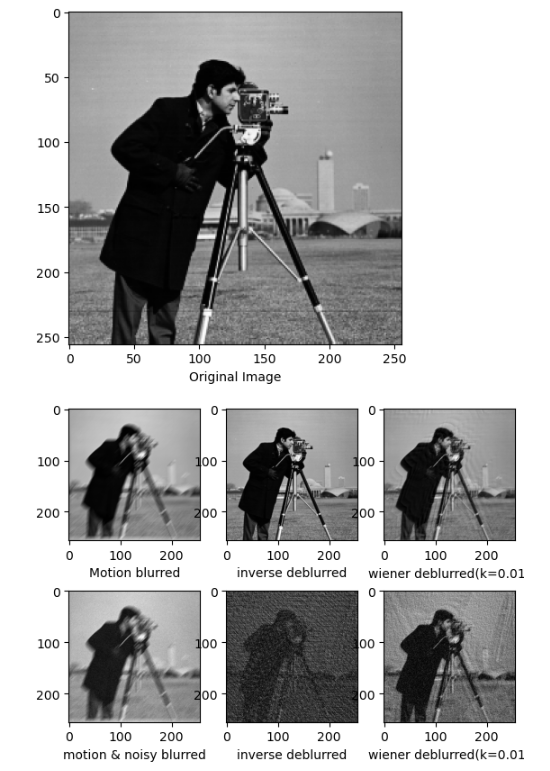 0
50
100
150
200
250
0 50 100 150 200 250
Original Image
0 0 0
100 100 100
200 200 200
0 100 200 0 100 200 0 100 200
Motion blurred inverse deblurred wiener deblurred(k=0.01
0 0 0
100 100 100
200 200 200
0 100 200 0 100 200 0 100 200
motion & noisy blurred inverse deblurred wiener deblurred(k=0.01